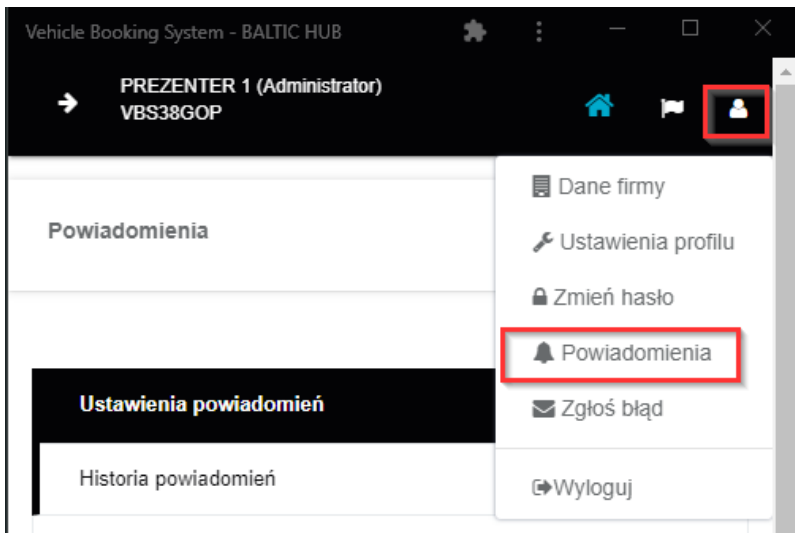 Vehicle Booking System - BALTIC HUB
PREZENTER 1 (Administrator)
VBS38GOP
Dane firmy
Powiadomienia
Ustawienia profilu
Zmień hasło
Powiadomienia
Ustawienia powiadomień
Zgłoś błąd
Historia powiadomień
Wyloguj